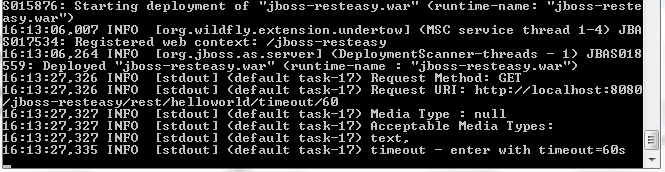 S015876: Starting deployment of "jboss-resteasy.war" (runtime-name: "jboss-reste
asy.war")
16:13:06,007 INFO  [org.wildfly.extension.undertow] (MSC service thread 1-4) JBA
S017534: Registered web context: /jboss-resteasy
16:13:06,264 INFO  [org.jboss.as.server] (DeploymentScanner-threads - 1) JBAS018
559: Deployed "jboss-resteasy.war" (runtime-name : "jboss-resteasy.war")
16:13:27,326 INFO  [stdout] (default task-17) Request Method: GET
16:13:27,326 INFO  [stdout] (default task-17) Request URI: http://localhost:8080
/jboss-resteasy/rest/helloworld/timeout/60
16:13:27,327 INFO  [stdout] (default task-17) Media Type : null
16:13:27,327 INFO  [stdout] (default task-17) Acceptable Media Types:
16:13:27,327 INFO  [stdout] (default task-17) text,
16:13:27,335 INFO  [stdout] (default task-17) timeout - enter with timeout=60s